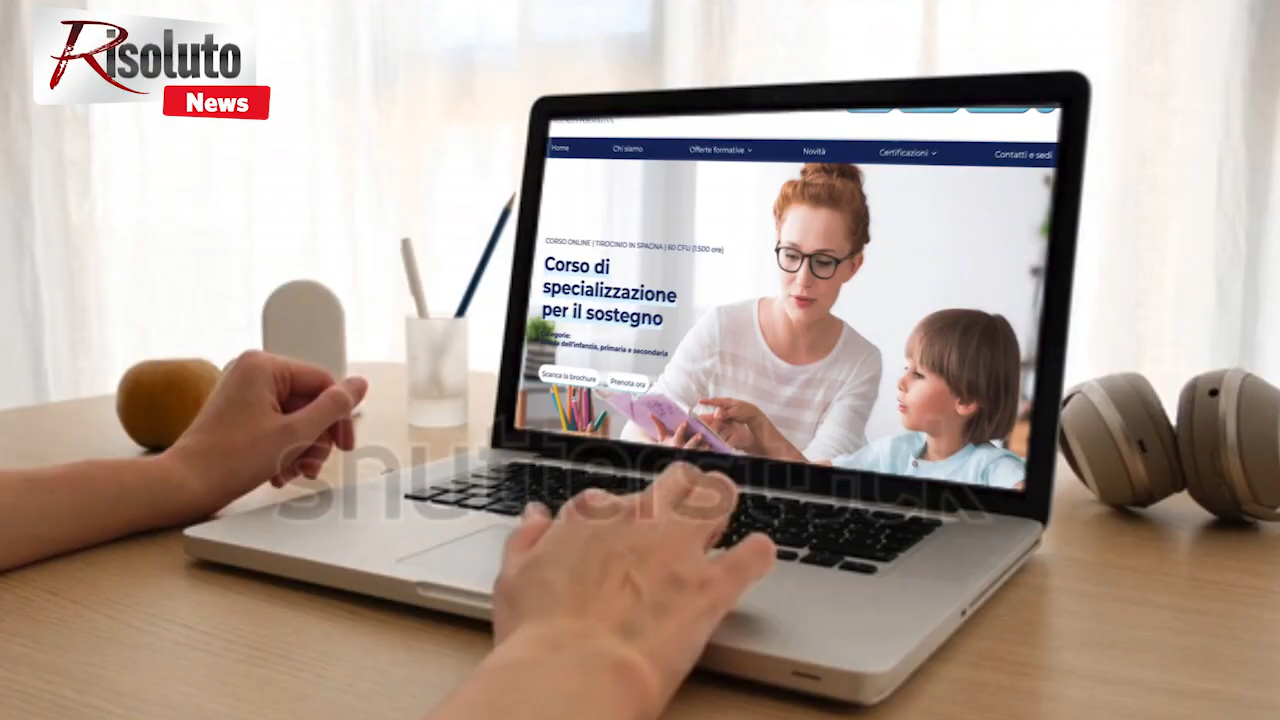 Risoluto
News
Home
Chi siamo
Offerte formative
Novità
Certificazioni
Contatti e sedi
CORSO ONLINE | TIROCINIO IN SPAGNA | 60 CFU (1.500 ore)
Corso di
specializzazione
per il sostegno
dell'infanzia, primaria e secondaria
Scarica la brochure
Prenota ora
shutterstock